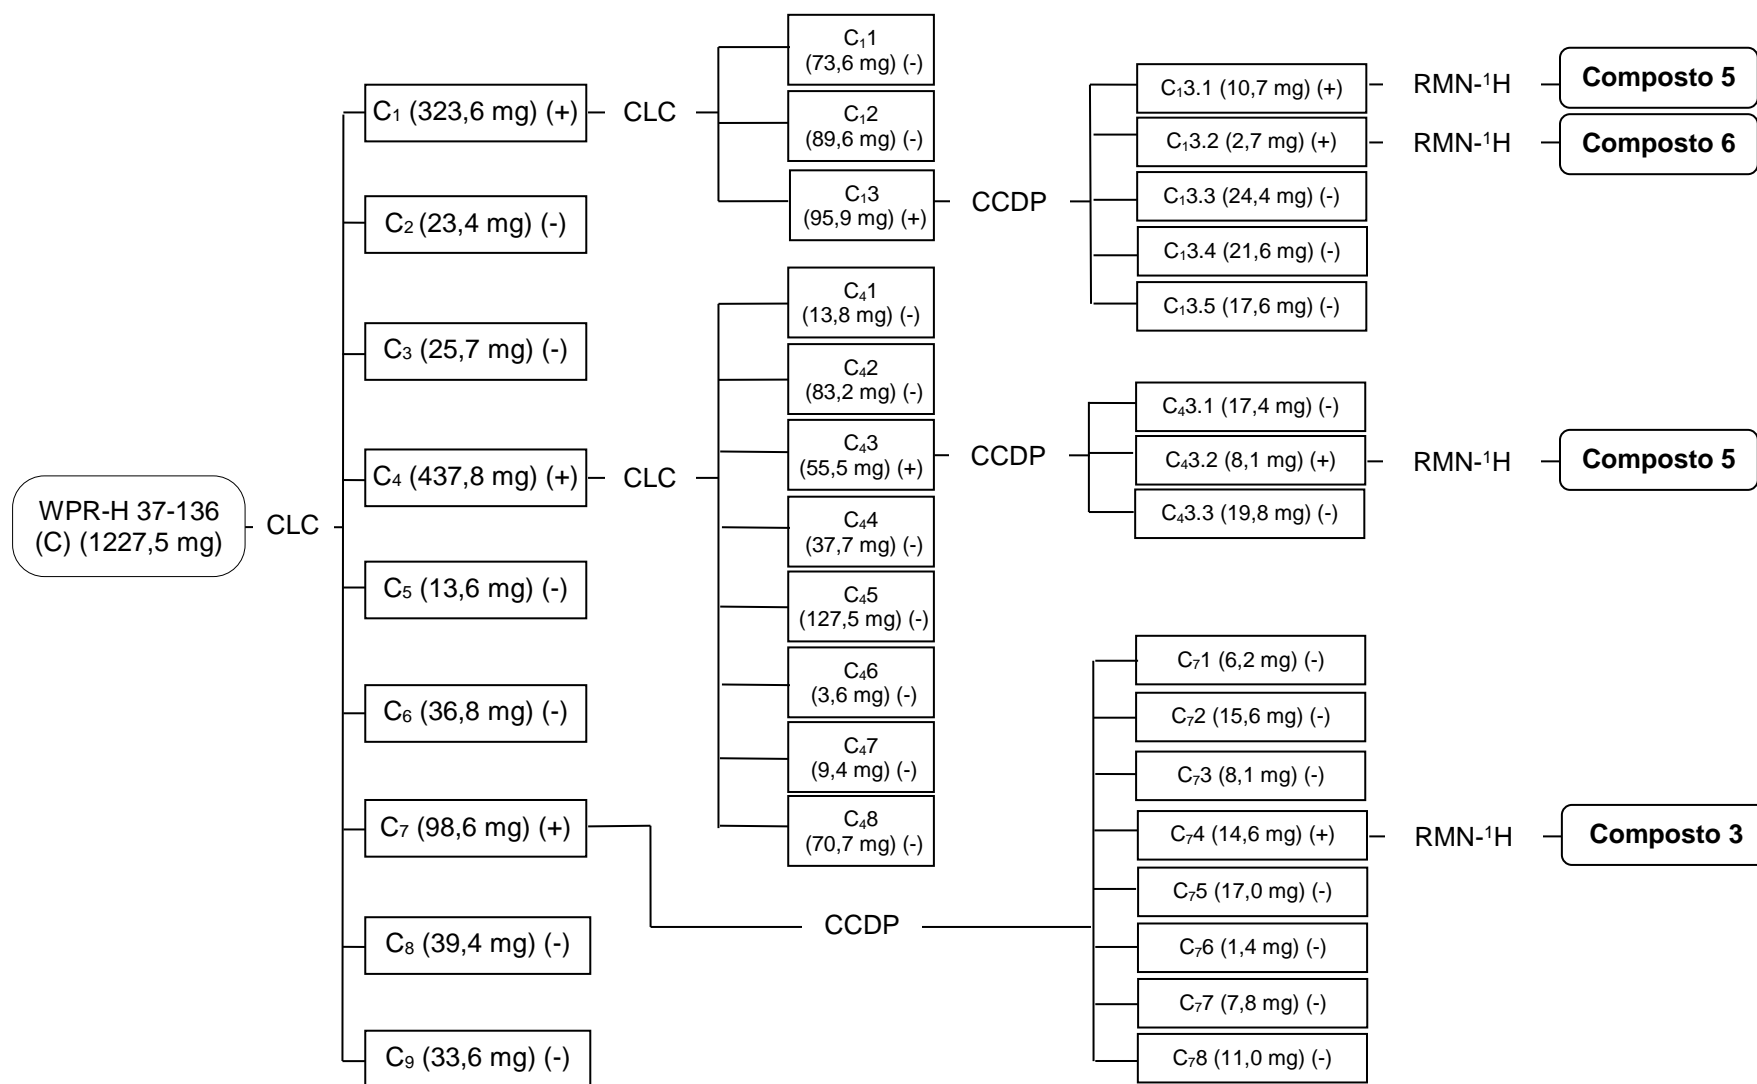 WPR-H 37-136
(C) (1227,5 mg)
CLC
C₁ (323,6 mg) (+)
C₂ (23,4 mg) (-)
C₃ (25,7 mg) (-)
C₄ (437,8 mg) (+)
C₅ (13,6 mg) (-)
C₆ (36,8 mg) (-)
C₇ (98,6 mg) (+)
C₈ (39,4 mg) (-)
C₉ (33,6 mg) (-)
CLC
C₁1
(73,6 mg) (-)
C₁2
(89,6 mg) (-)
C₁3
(95,9 mg) (+)
CCDP
C₁3.1 (10,7 mg) (+)
RMN-¹H
Composto 5
C₁3.2 (2,7 mg) (+)
RMN-¹H
Composto 6
C₁3.3 (24,4 mg) (-)
C₁3.4 (21,6 mg) (-)
C₁3.5 (17,6 mg) (-)
CLC
C₄1
(13,8 mg) (-)
C₄2
(83,2 mg) (-)
C₄3
(55,5 mg) (+)
C₄4
(37,7 mg) (-)
C₄5
(127,5 mg) (-)
C₄6
(3,6 mg) (-)
C₄7
(9,4 mg) (-)
C₄8
(70,7 mg) (-)
CCDP
C₄3.1 (17,4 mg) (-)
C₄3.2 (8,1 mg) (+)
RMN-¹H
Composto 5
C₄3.3 (19,8 mg) (-)
CCDP
C₇1 (6,2 mg) (-)
C₇2 (15,6 mg) (-)
C₇3 (8,1 mg) (-)
C₇4 (14,6 mg) (+)
RMN-¹H
Composto 3
C₇5 (17,0 mg) (-)
C₇6 (1,4 mg) (-)
C₇7 (7,8 mg) (-)
C₇8 (11,0 mg) (-)